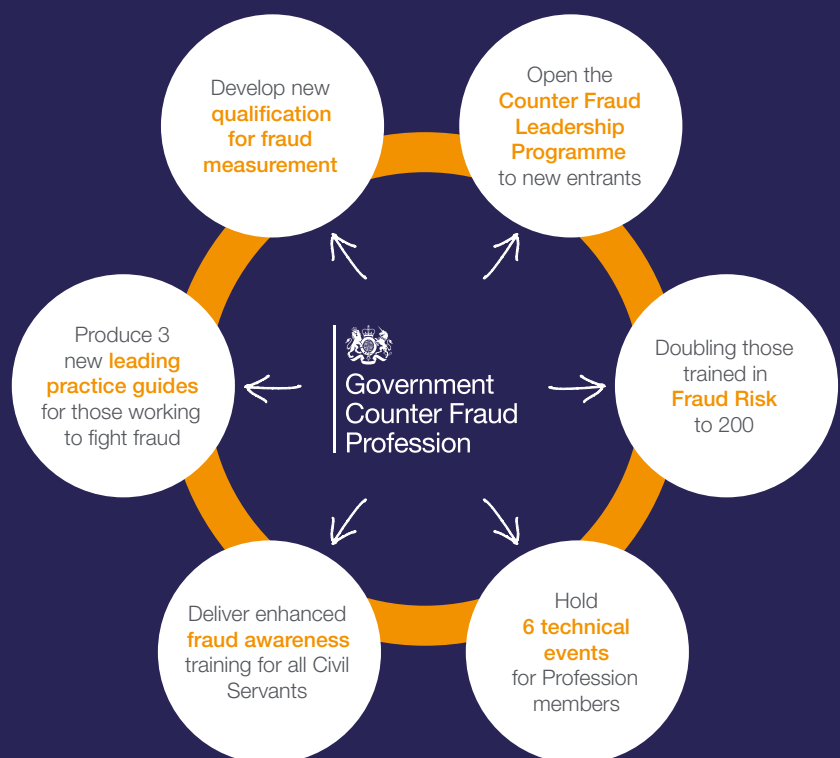 Develop new
qualification
for fraud
measurement
Open the
Counter Fraud
Leadership
Programme
to new entrants
Produce 3
new leading
practice guides
for those working
to fight fraud
Government
Counter Fraud
Profession
Doubling those
trained in
Fraud Risk
to 200
Deliver enhanced
fraud awareness
training for all Civil
Servants
Hold
6 technical
events
for Profession
members